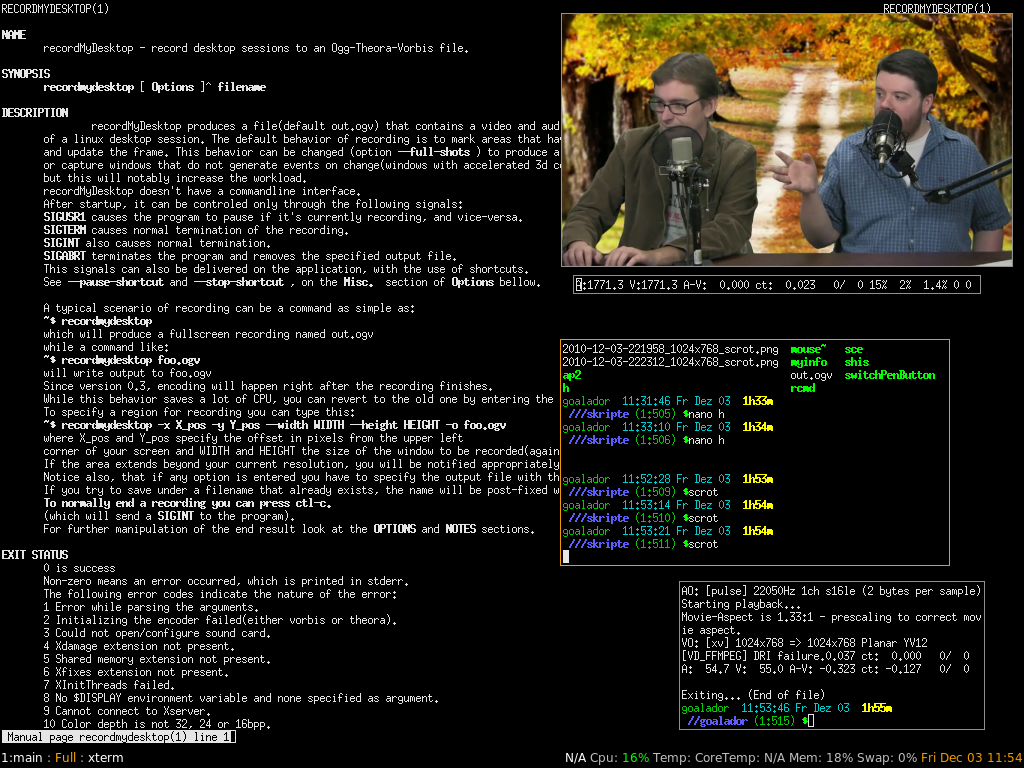 RECORDMYDESKTOP(1)
RECORDMYDESKTOP(1)
NAME
recordMyDesktop - record desktop sessions to an Ogg-Theora-Vorbis file.
SYNOPSIS
recordmydesktop [ Options ]^ filename
DESCRIPTION
recordMyDesktop produces a file(default out.ogv) that contains a video and aud
of a linux desktop session. The default behavior of recording is to mark areas that ha
and update the frame. This behavior can be changed (option --full-shots ) to produce a
or capture windows that do not generate events on change(windows with accelerated 3d c
but this will notably increase the workload.
recordMyDesktop doesn't have a commandline interface.
After startup, it can be controled only through the following signals:
SIGUSR1 causes the program to pause if it's currently recording, and vice-versa.
SIGTERM causes normal termination of the recording.
SIGINT also causes normal termination.
SIGABRT terminates the program and removes the specified output file.
This signals can also be delivered on the application, with the use of shortcuts.
See --pause-shortcut and --stop-shortcut , on the Misc. section of Options bellow.
A typical scenario of recording can be a command as simple as:
~$ recordmydesktop
which will produce a fullscreen recording named out.ogv
while a command like:
~$ recordmydesktop foo.ogv
will write output to foo.ogv
Since version 0.3, encoding will happen right after the recording finishes.
While this behavior saves a lot of CPU, you can revert to the old one by entering the
To specify a region for recording you can type this:
~$ recordmydesktop -x X_pos -y Y_pos --width WIDTH --height HEIGHT -o foo.ogv
where X_pos and Y_pos specify the offset in pixels from the upper left
corner of your screen and WIDTH and HEIGHT the size of the window to be recorded(again
If the area extends beyond your current resolution, you will be notified appropriately
Notice also, that if any option is entered you have to specify the output file with th
If you try to save under a filename that already exists, the name will be post-fixed w
To normally end a recording you can press ctl-c.
(which will send a SIGINT to the program).
For further manipulation of the end result look at the OPTIONS and NOTES sections.
EXIT STATUS
0 is success
Non-zero means an error occurred, which is printed in stderr.
The following error codes indicate the nature of the error:
1 Error while parsing the arguments.
2 Initializing the encoder failed(either vorbis or theora).
3 Could not open/configure sound card.
4 Xdamage extension not present.
5 Shared memory extension not present.
6 Xfixes extension not present.
7 XInitThreads failed.
8 No $DISPLAY environment variable and none specified as argument.
9 Cannot connect to Xserver.
10 Color depth is not 32, 24 or 16bpp.
Manual page recordmydesktop(1) line 1
A:1771.3 V:1771.3 A-V: 0.000 ct: 0.023 0/ 0 15% 2% 1.4% 0 0
2010-12-03-221958_1024x768_scrot.png mouse~ sce
2010-12-03-222312_1024x768_scrot.png myinfo shis
ap2 out.ogv switchPenButton
h rcmd
goalador 11:31:46 Fr Dez 03 1h33m
///skripte (1:505) $nano h
goalador 11:33:10 Fr Dez 03 1h34m
///skripte (1:506) $nano h
goalador 11:52:28 Fr Dez 03 1h53m
///skripte (1:509) $scrot
goalador 11:53:14 Fr Dez 03 1h54m
///skripte (1:510) $scrot
goalador 11:53:21 Fr Dez 03 1h54m
///skripte (1:511) $scrot
AO: [pulse] 22050Hz 1ch s16le (2 bytes per sample)
Starting playback...
Movie-Aspect is 1.33:1 - prescaling to correct mov
ie aspect.
VO: [xv] 1024x768 => 1024x768 Planar YV12
[VD_FFMPEG] DRI failure.0.037 ct: 0.000 0/ 0
A: 54.7 V: 55.0 A-V: -0.323 ct: -0.127 0/ 0
Exiting... (End of file)
goalador 11:53:46 Fr Dez 03 1h55m
//goalador (1:515) $
1:main : Full : xterm
N/A Cpu: 16% Temp: CoreTemp: N/A Mem: 18% Swap: 0% Fri Dec 03 11:54